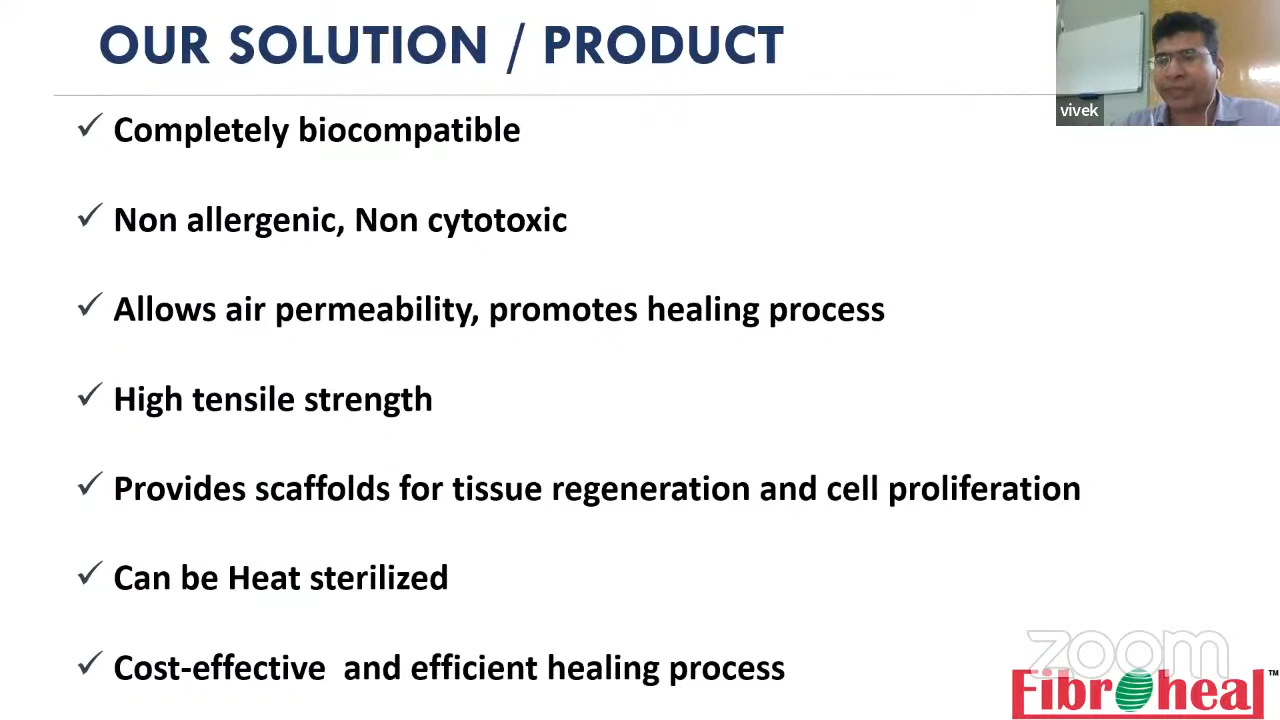 OUR SOLUTION / PRODUCT
vivek
✓ Completely biocompatible
✓ Non allergenic, Non cytotoxic
✓ Allows air permeability, promotes healing process
✓ High tensile strength
✓ Provides scaffolds for tissue regeneration and cell proliferation
✓ Can be Heat sterilized
✓ Cost-effective and efficient healing process
zoom
Fibroheal™